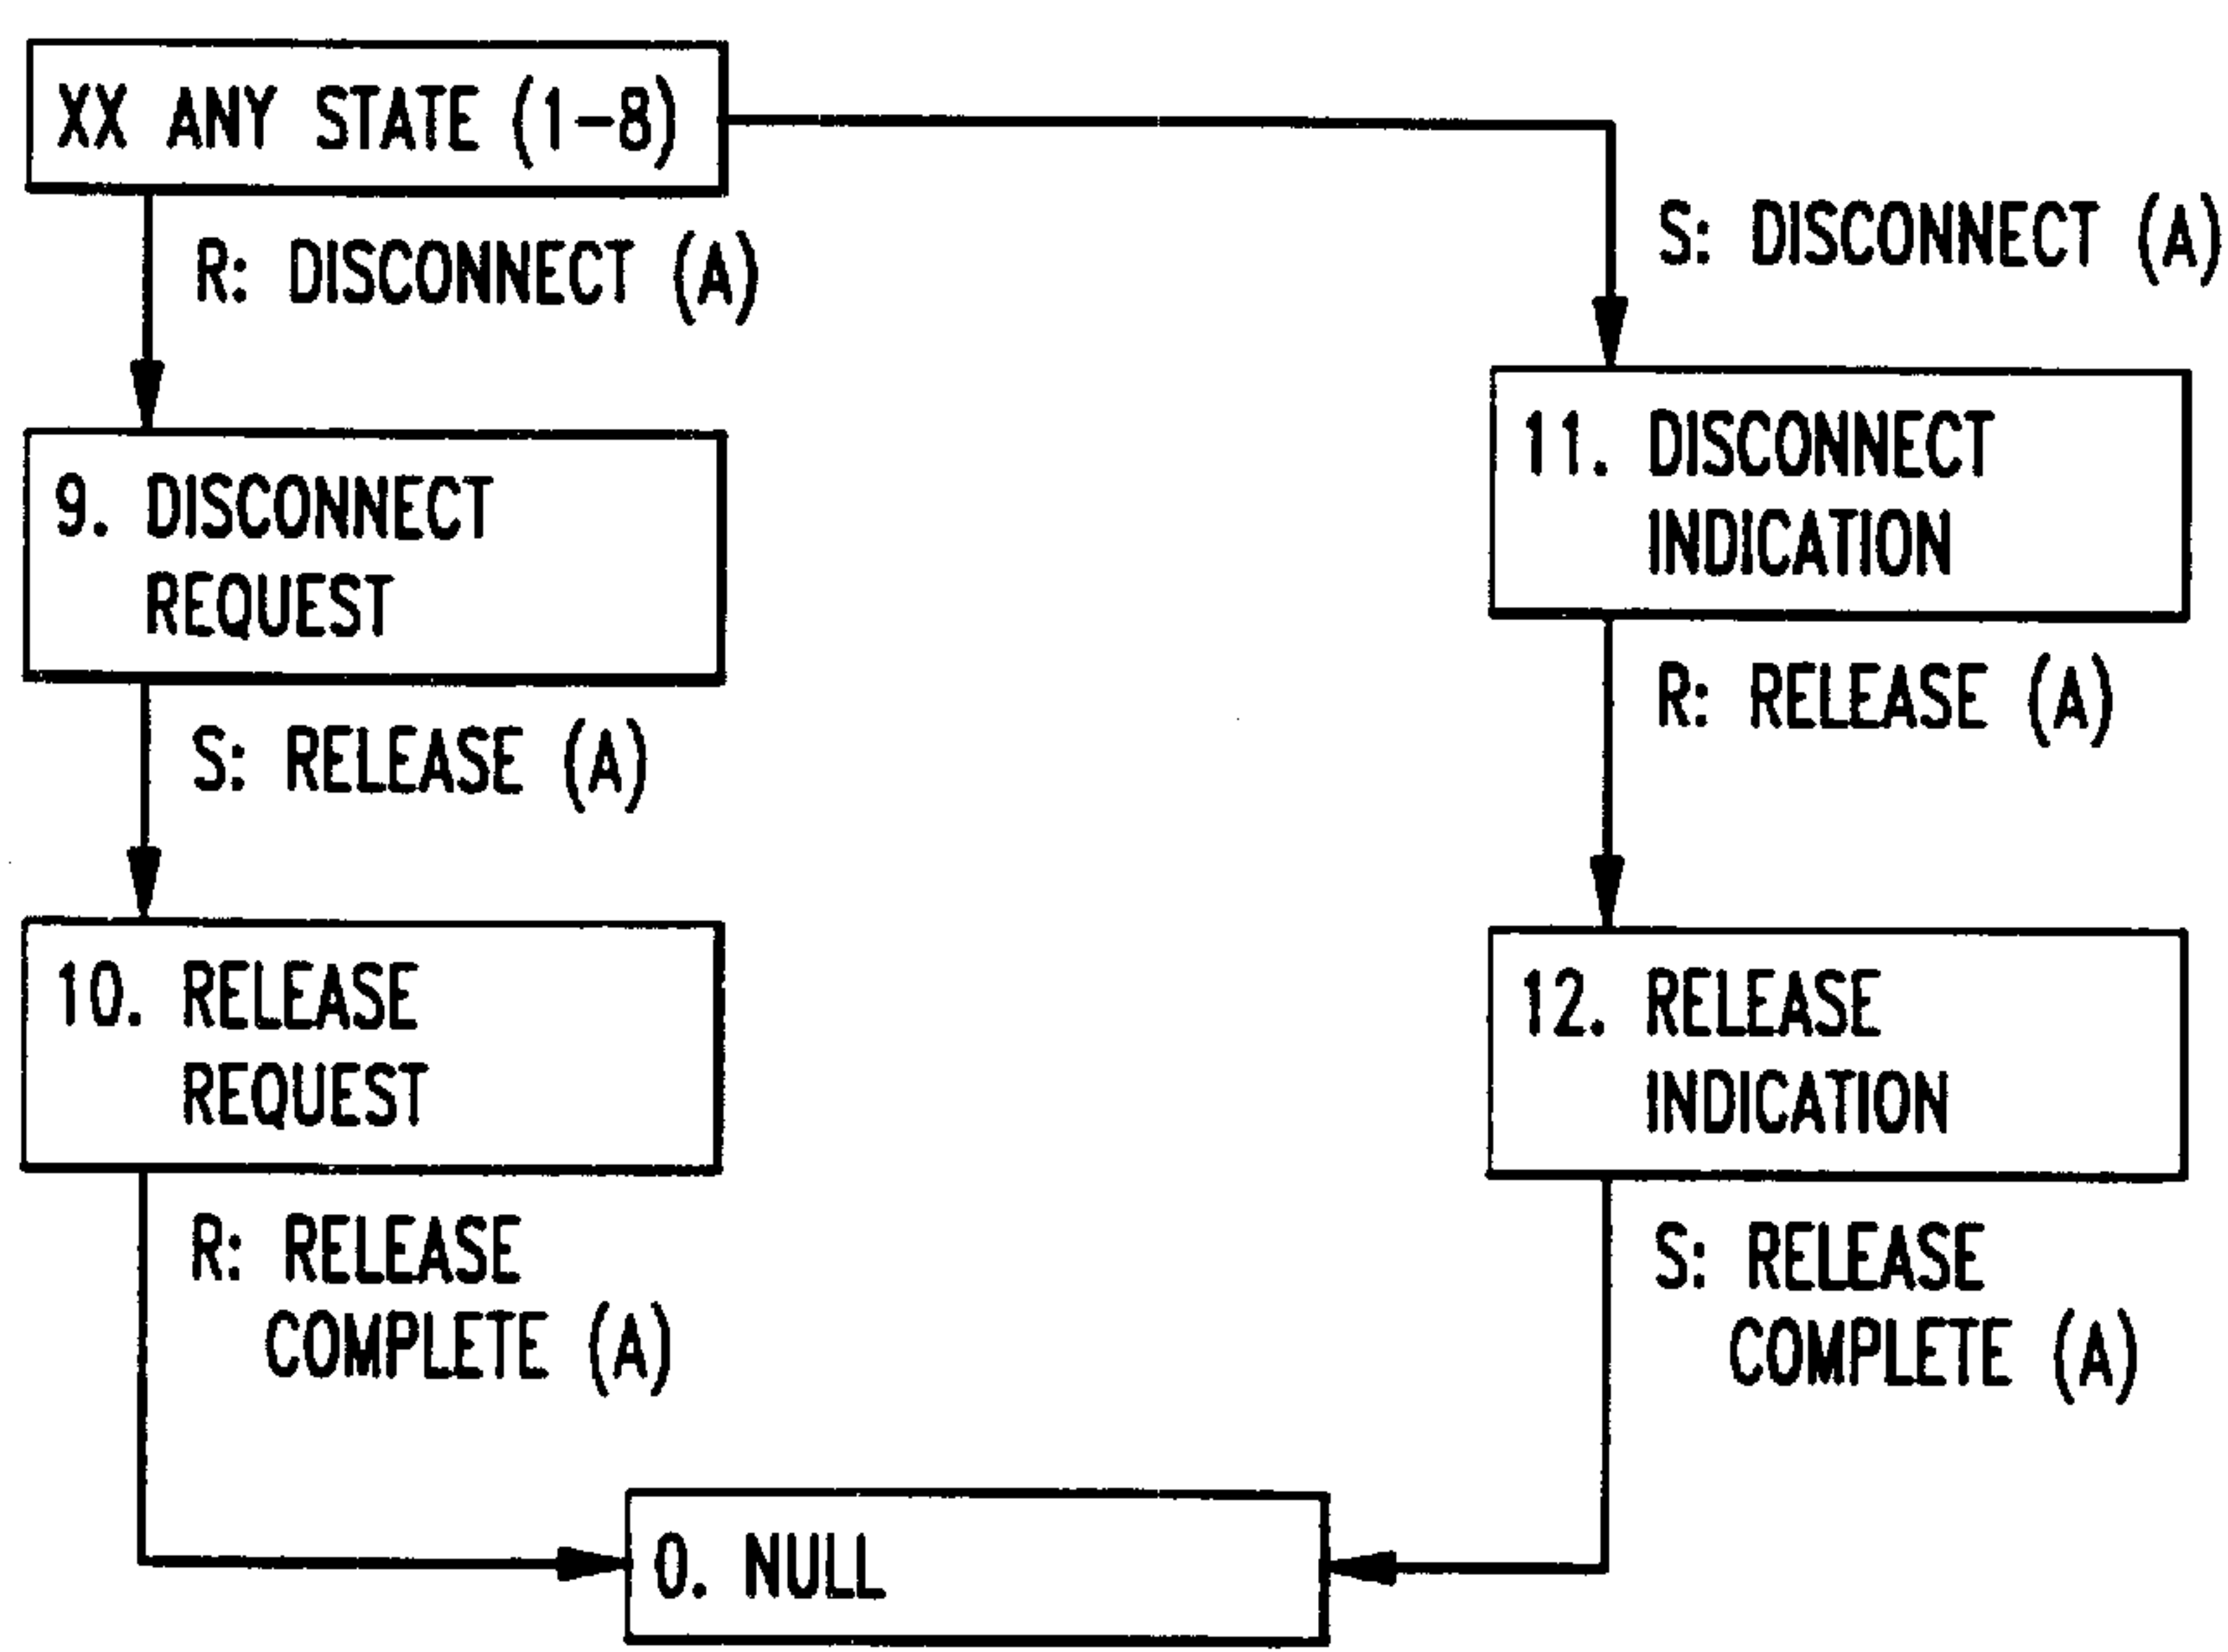 XX ANY STATE (1-8)
R: DISCONNECT (A)
S: DISCONNECT (A)
9. DISCONNECT
REQUEST
11. DISCONNECT
INDICATION
S: RELEASE (A)
R: RELEASE (A)
10. RELEASE
REQUEST
12. RELEASE
INDICATION
R: RELEASE
COMPLETE (A)
S: RELEASE
COMPLETE (A)
0. NULL